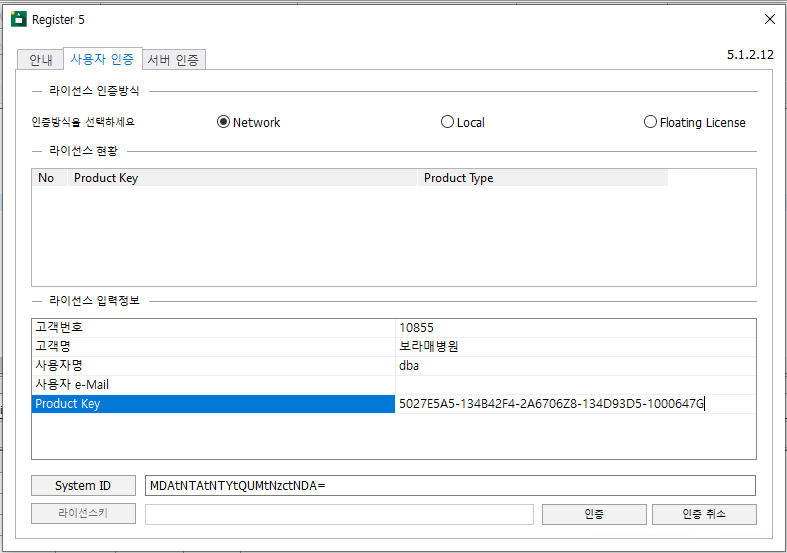 Register 5
안내 사용자 인증 서버 인증 5.1.2.12
라이선스 인증방식
인증방식을 선택하세요 Network Local Floating License
라이선스 현황
No Product Key Product Type
라이선스 입력정보
고객번호 10855
고객명 보라매병원
사용자명 dba
사용자 e-Mail
Product Key 5027E5A5-134B42F4-2A6706Z8-134D93D5-1000647G
System ID MDAtNTAtNTYtQUMtNzctNDA=
라이선스키 인증 인증 취소